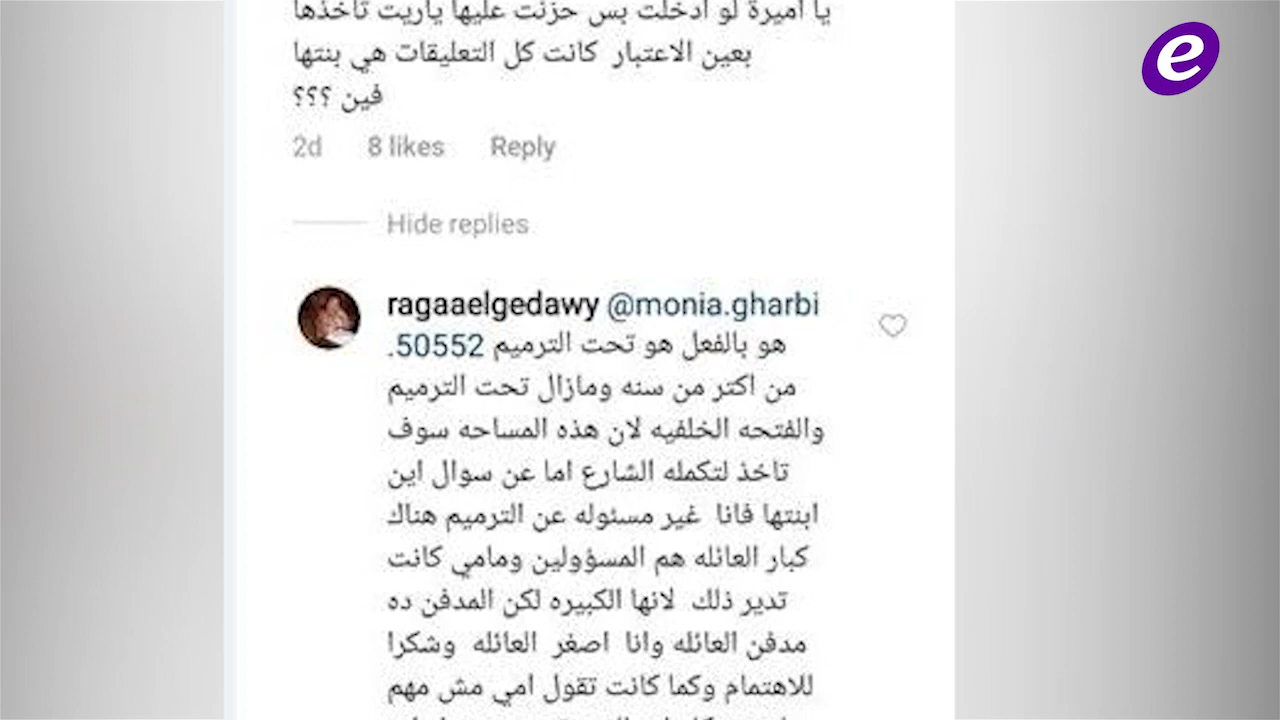 يا اميرة لو ادخلت بس حزنت عليها ياريت تاخذها
بعين الاعتبار كانت كل التعليقات هي بنتها
فين ؟؟؟
2d 8 likes Reply
Hide replies
ragaaelgedawy @monia.gharbi
.50552 هو بالفعل هو تحت الترميم
من اكتر من سنه ومازال تحت الترميم
والفتحه الخلفيه لان هذه المساحه سوف
تاخذ لتكمله الشارع اما عن سوال اين
ابنتها فانا غير مسئوله عن الترميم هناك
كبار العائله هم المسؤولين ومامي كانت
تدير ذلك لانها الكبيره لكن المدفن ده
مدفن العائله وانا اصغر العائله وشكرا
للاهتمام وكما كانت تقول امي مش مهم
e